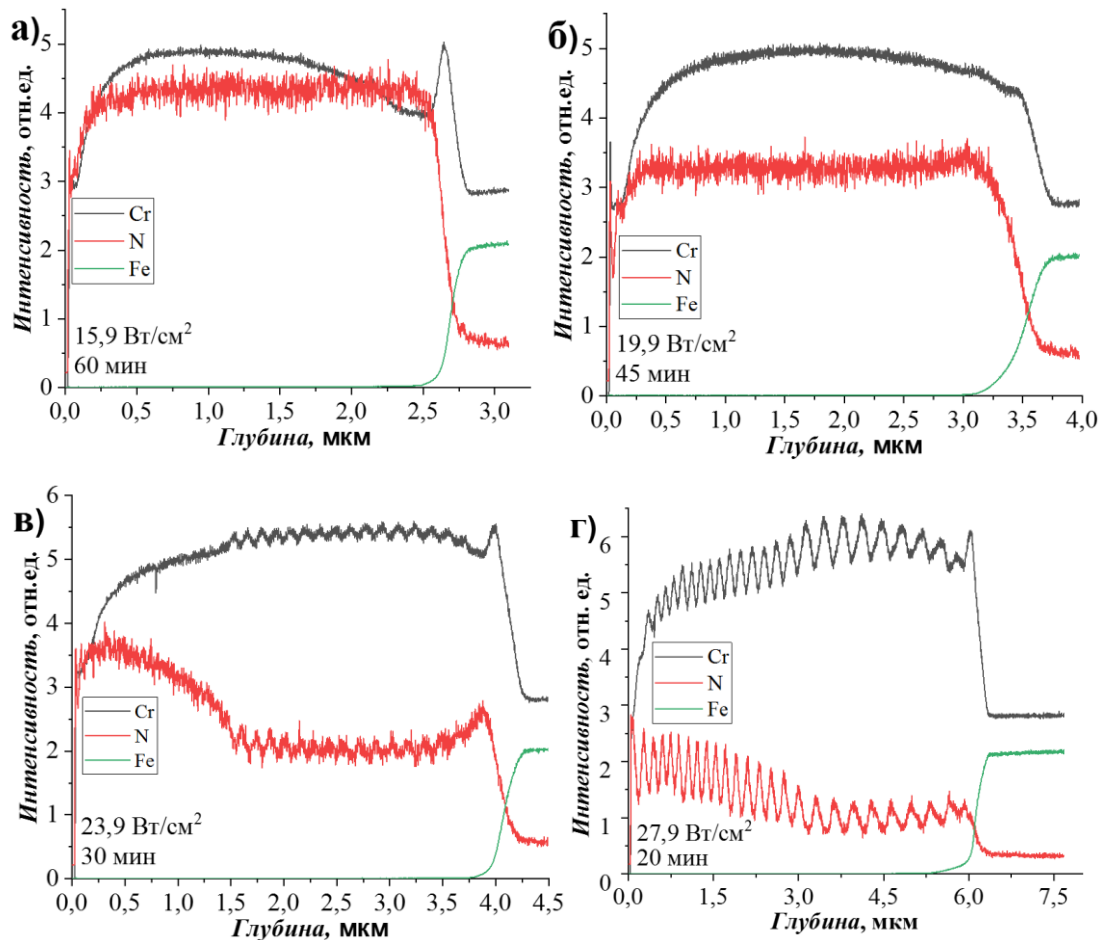 а)
Интенсивность, отн.ед.
5
4
3
2
1
0
Cr
N
Fe
15,9 Вт/см²
60 мин
0,0 0,5 1,0 1,5 2,0 2,5 3,0
Глубина, мкм
б)
Интенсивность, отн.ед.
5
4
3
2
1
0
Cr
N
Fe
19,9 Вт/см²
45 мин
0,0 0,5 1,0 1,5 2,0 2,5 3,0 3,5 4,0
Глубина, мкм
в)
Интенсивность, отн.ед.
6
5
4
3
2
1
0
Cr
N
Fe
23,9 Вт/см²
30 мин
0,0 0,5 1,0 1,5 2,0 2,5 3,0 3,5 4,0 4,5
Глубина, мкм
г)
Интенсивность, отн. ед.
6
5
4
3
2
1
0
Cr
N
Fe
27,9 Вт/см²
20 мин
0,0 1,5 3,0 4,5 6,0 7,5
Глубина, мкм